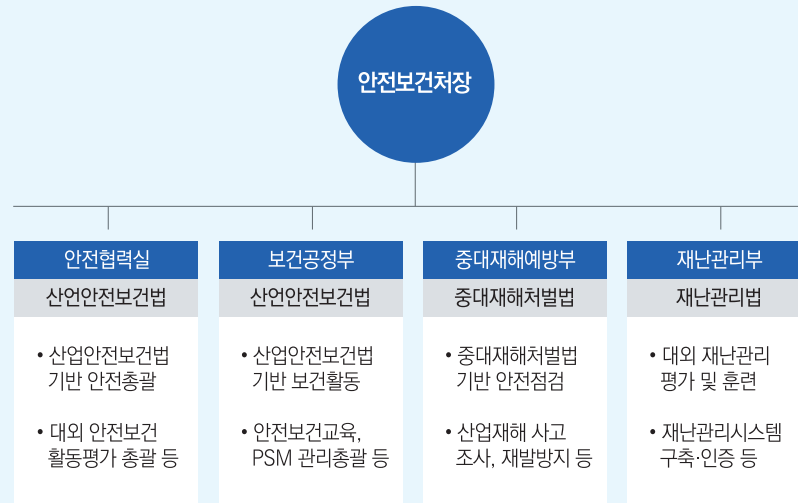 안전보건처장
안전협력실
산언안전보건법
• 산업안전보건법
기반 안전총괄
• 대외 안전보건
활동평가 총괄 등
보건공정부
산언안전보건법
• 산업안전보건법
기반 보건활동
• 안전보건교육,
PSM 관리총괄 등
중대재해예방부
중대재해처벌법
• 중대재해처벌법
기반 안전점검
• 산업재해 사고
조사, 재발방지 등
재난관리부
재난관리법
• 대외 재난관리
평가 및 훈련
• 재난관리시스템
구축·인증 등